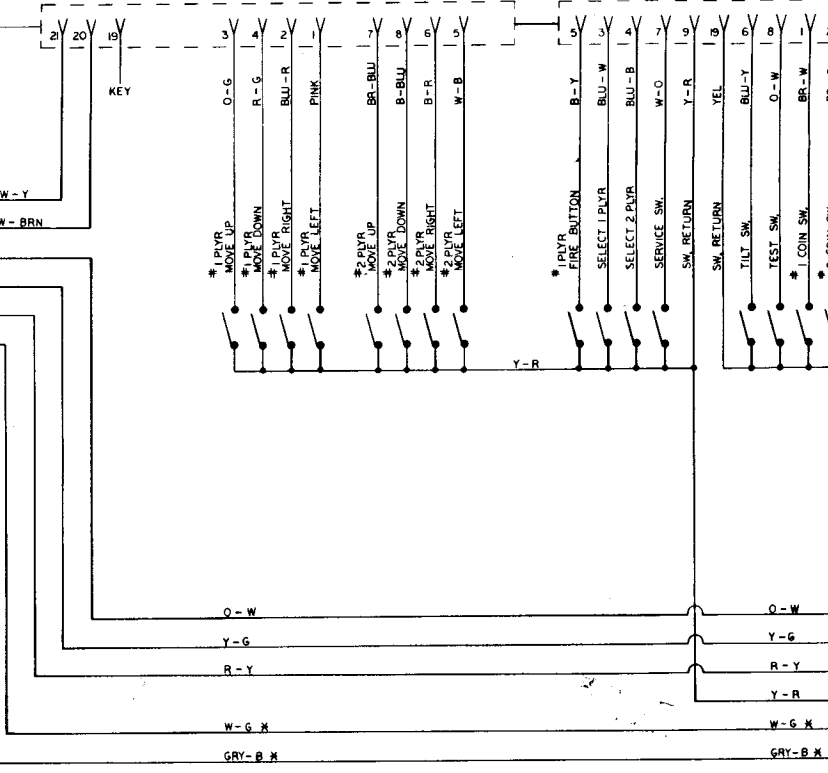 21 20 19 3 4 2 1 7 8 6 5 5 3 4 7 9 19 6 8 1
KEY
O-G
R-G
BLU-R
PINK
BR-BLU
B-BLU
B-R
W-B
B-Y
BLU-W
BLU-B
W-O
Y-R
YEL
BLU-Y
O-W
BR-W
W-Y
W-BRN
#1 PLYR
MOVE UP
#1 PLYR
MOVE DOWN
#1 PLYR
MOVE RIGHT
#1 PLYR
MOVE LEFT
#2 PLYR
MOVE UP
#2 PLYR
MOVE DOWN
#2 PLYR
MOVE RIGHT
#2 PLYR
MOVE LEFT
#1 PLYR
FIRE BUTTON
SELECT 1 PLYR
SELECT 2 PLYR
SERVICE SW.
SW. RETURN
SW. RETURN
TILT SW.
TEST SW.
#1 COIN SW.
Y-R
O-W O-W
Y-G Y-G
R-Y R-Y
Y-R
W-G * W-G *
GRY-B * GRY-B *